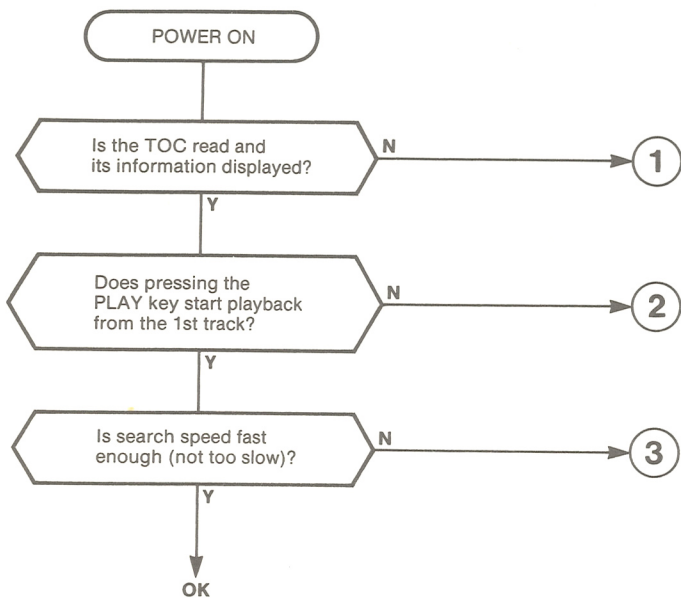 POWER ON
Is the TOC read and
its information displayed?
N
1
Y
Does pressing the
PLAY key start playback
from the 1st track?
N
2
Y
Is search speed fast
enough (not too slow)?
N
3
Y
OK